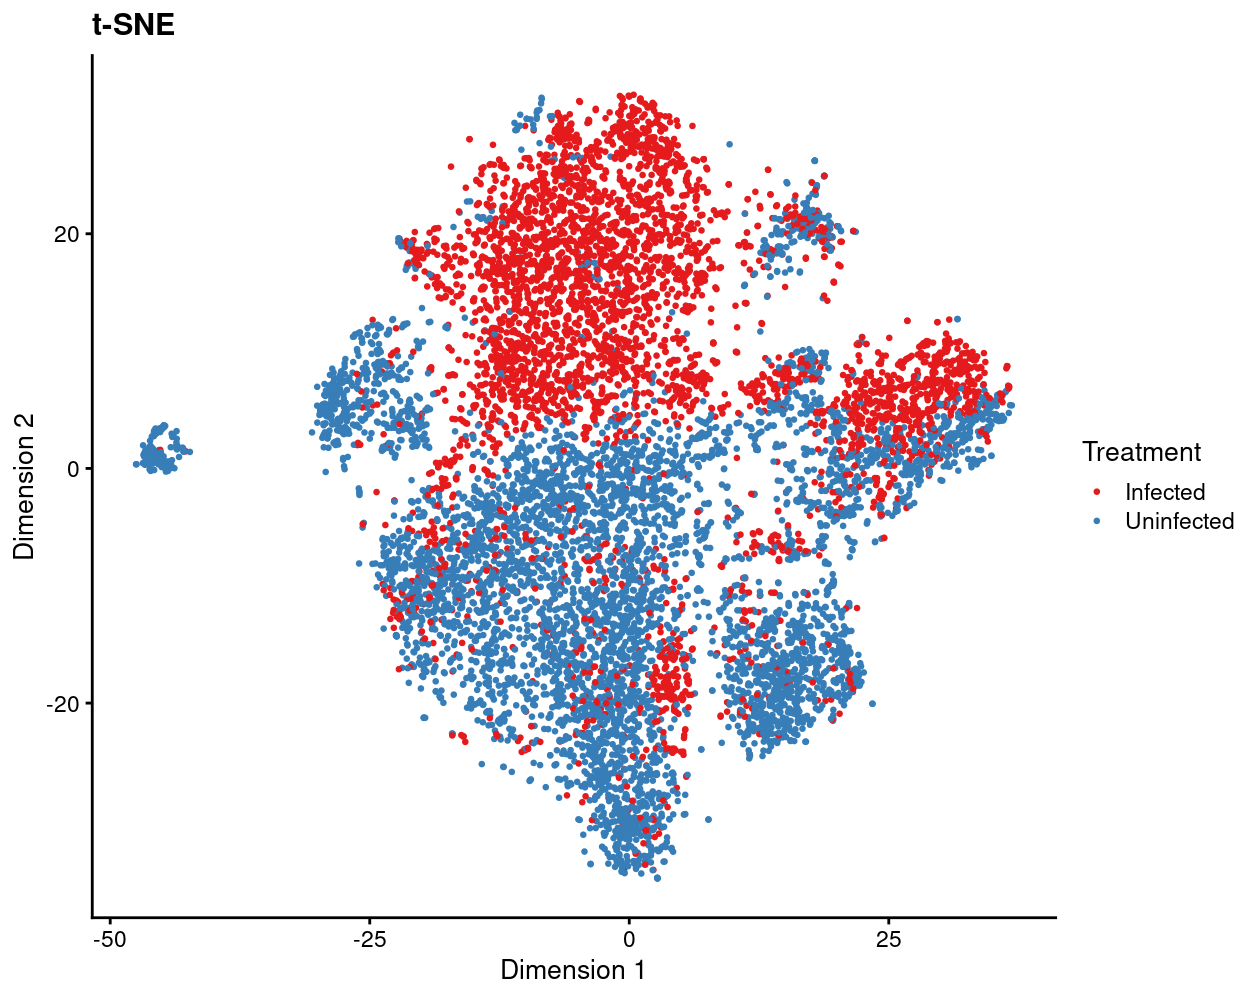 t-SNE
20
0
-20
Dimension 2
-50
-25
0
25
Dimension 1
Treatment
Infected
Uninfected